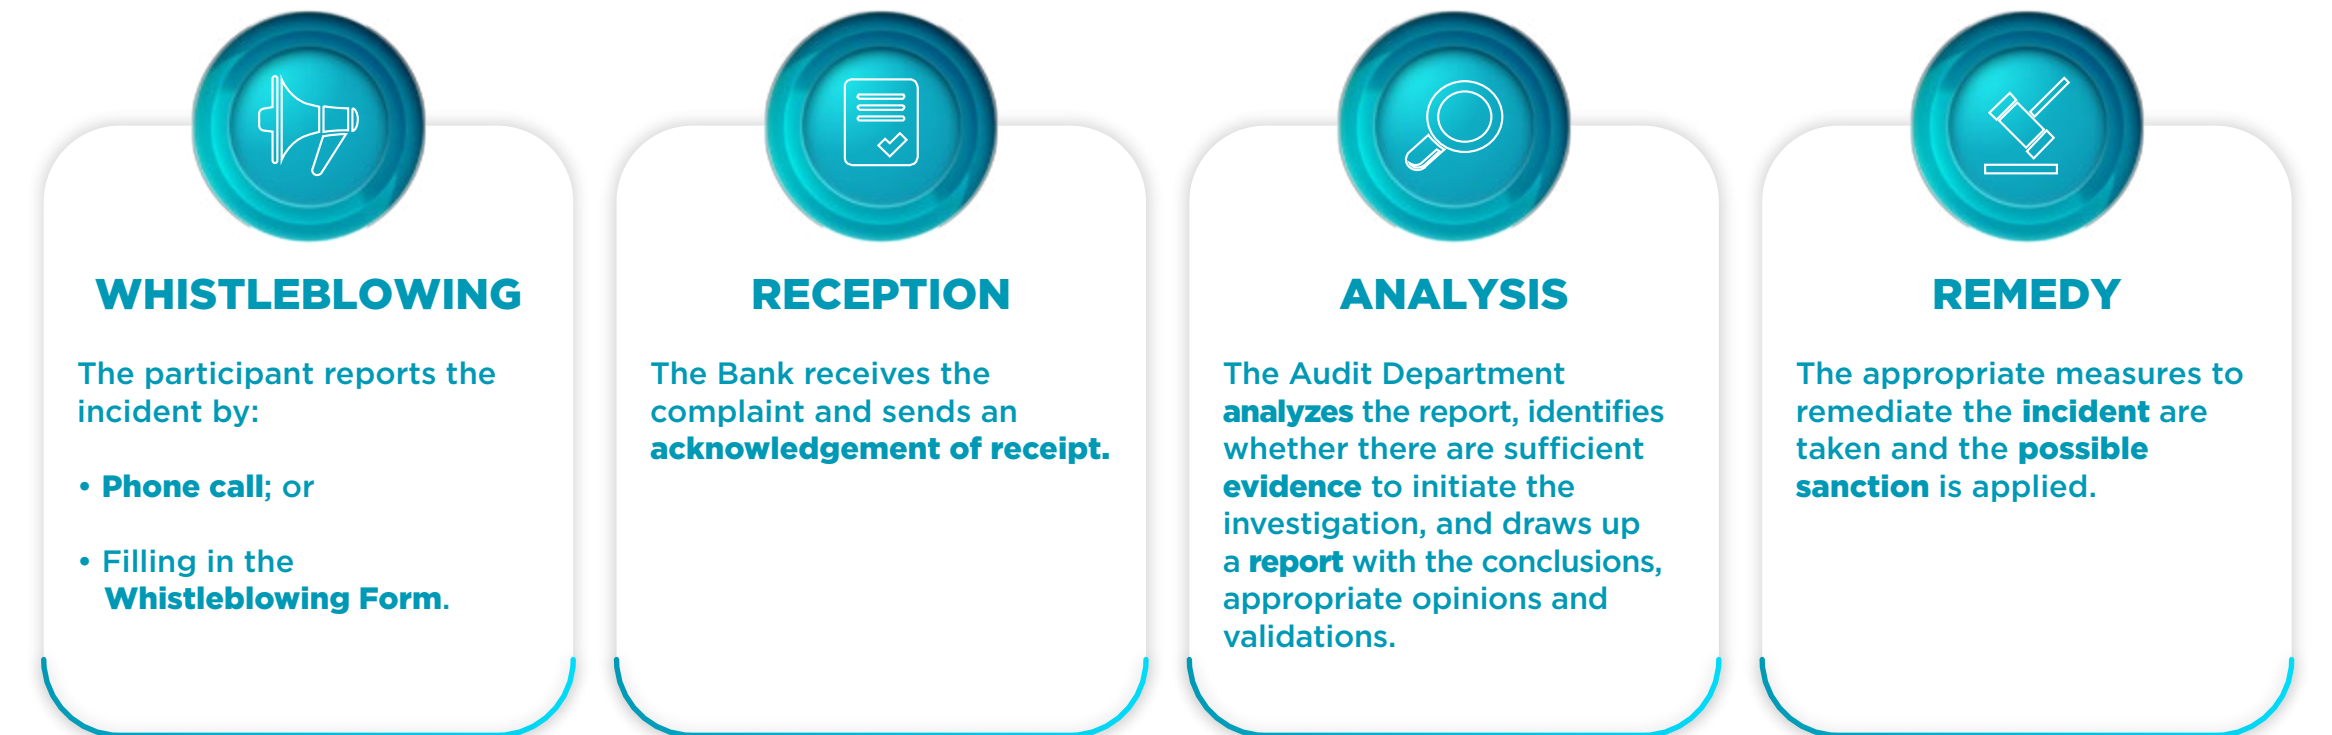 WHISTLEBLOWING
The participant reports the
incident by:
• Phone call; or
• Filling in the
Whistleblowing Form.
RECEPTION
The Bank receives the
complaint and sends an
acknowledgement of receipt.
ANALYSIS
The Audit Department
analyzes the report, identifies
whether there are sufficient
evidence to initiate the
investigation, and draws up
a report with the conclusions,
appropriate opinions and
validations.
REMEDY
The appropriate measures to
remediate the incident are
taken and the possible
sanction is applied.